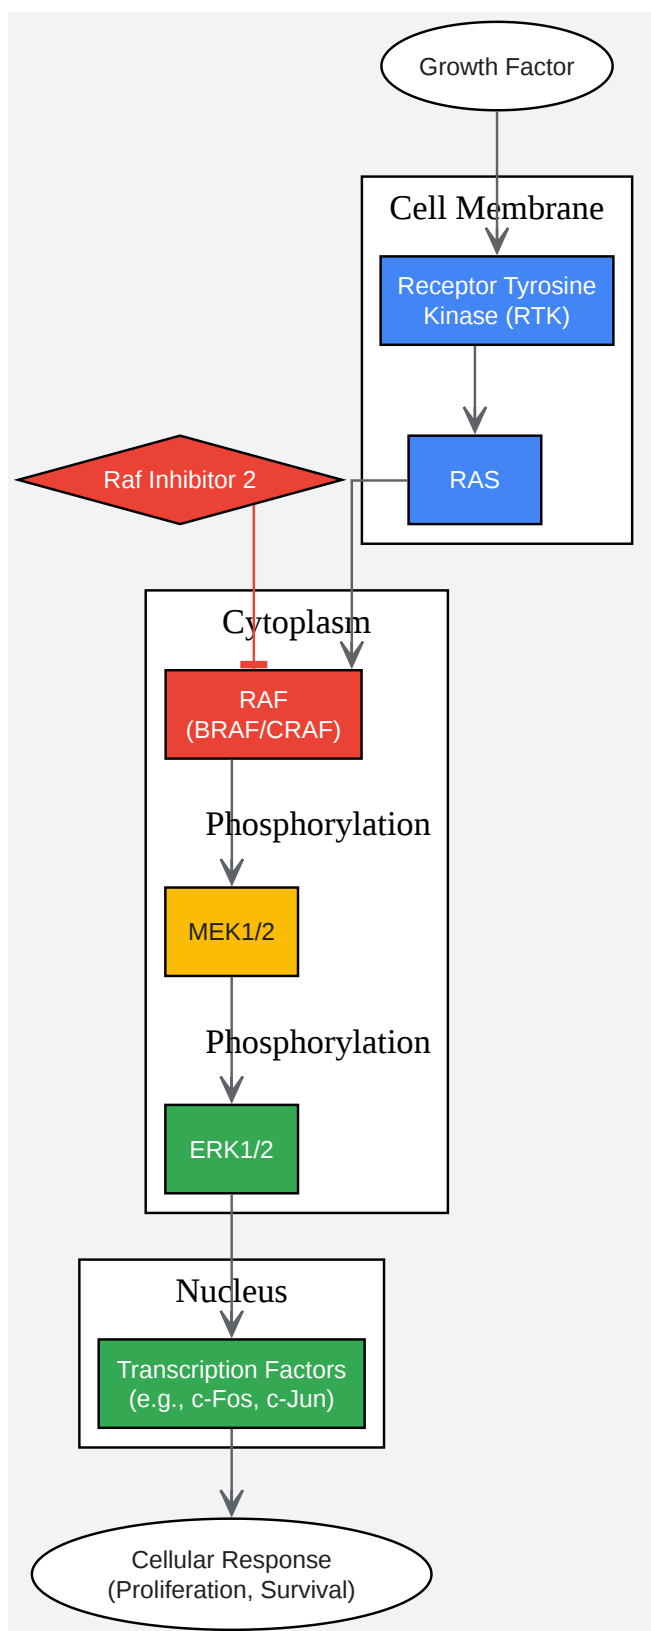 Growth Factor
Cell Membrane
Receptor Tyrosine
Kinase (RTK)
Raf Inhibitor 2
RAS
Cytoplasm
RAF
(BRAF/CRAF)
Phosphorylation
MEK1/2
Phosphorylation
ERK1/2
Nucleus
Transcription Factors
(e.g., c-Fos, c-Jun)
Cellular Response
(Proliferation, Survival)